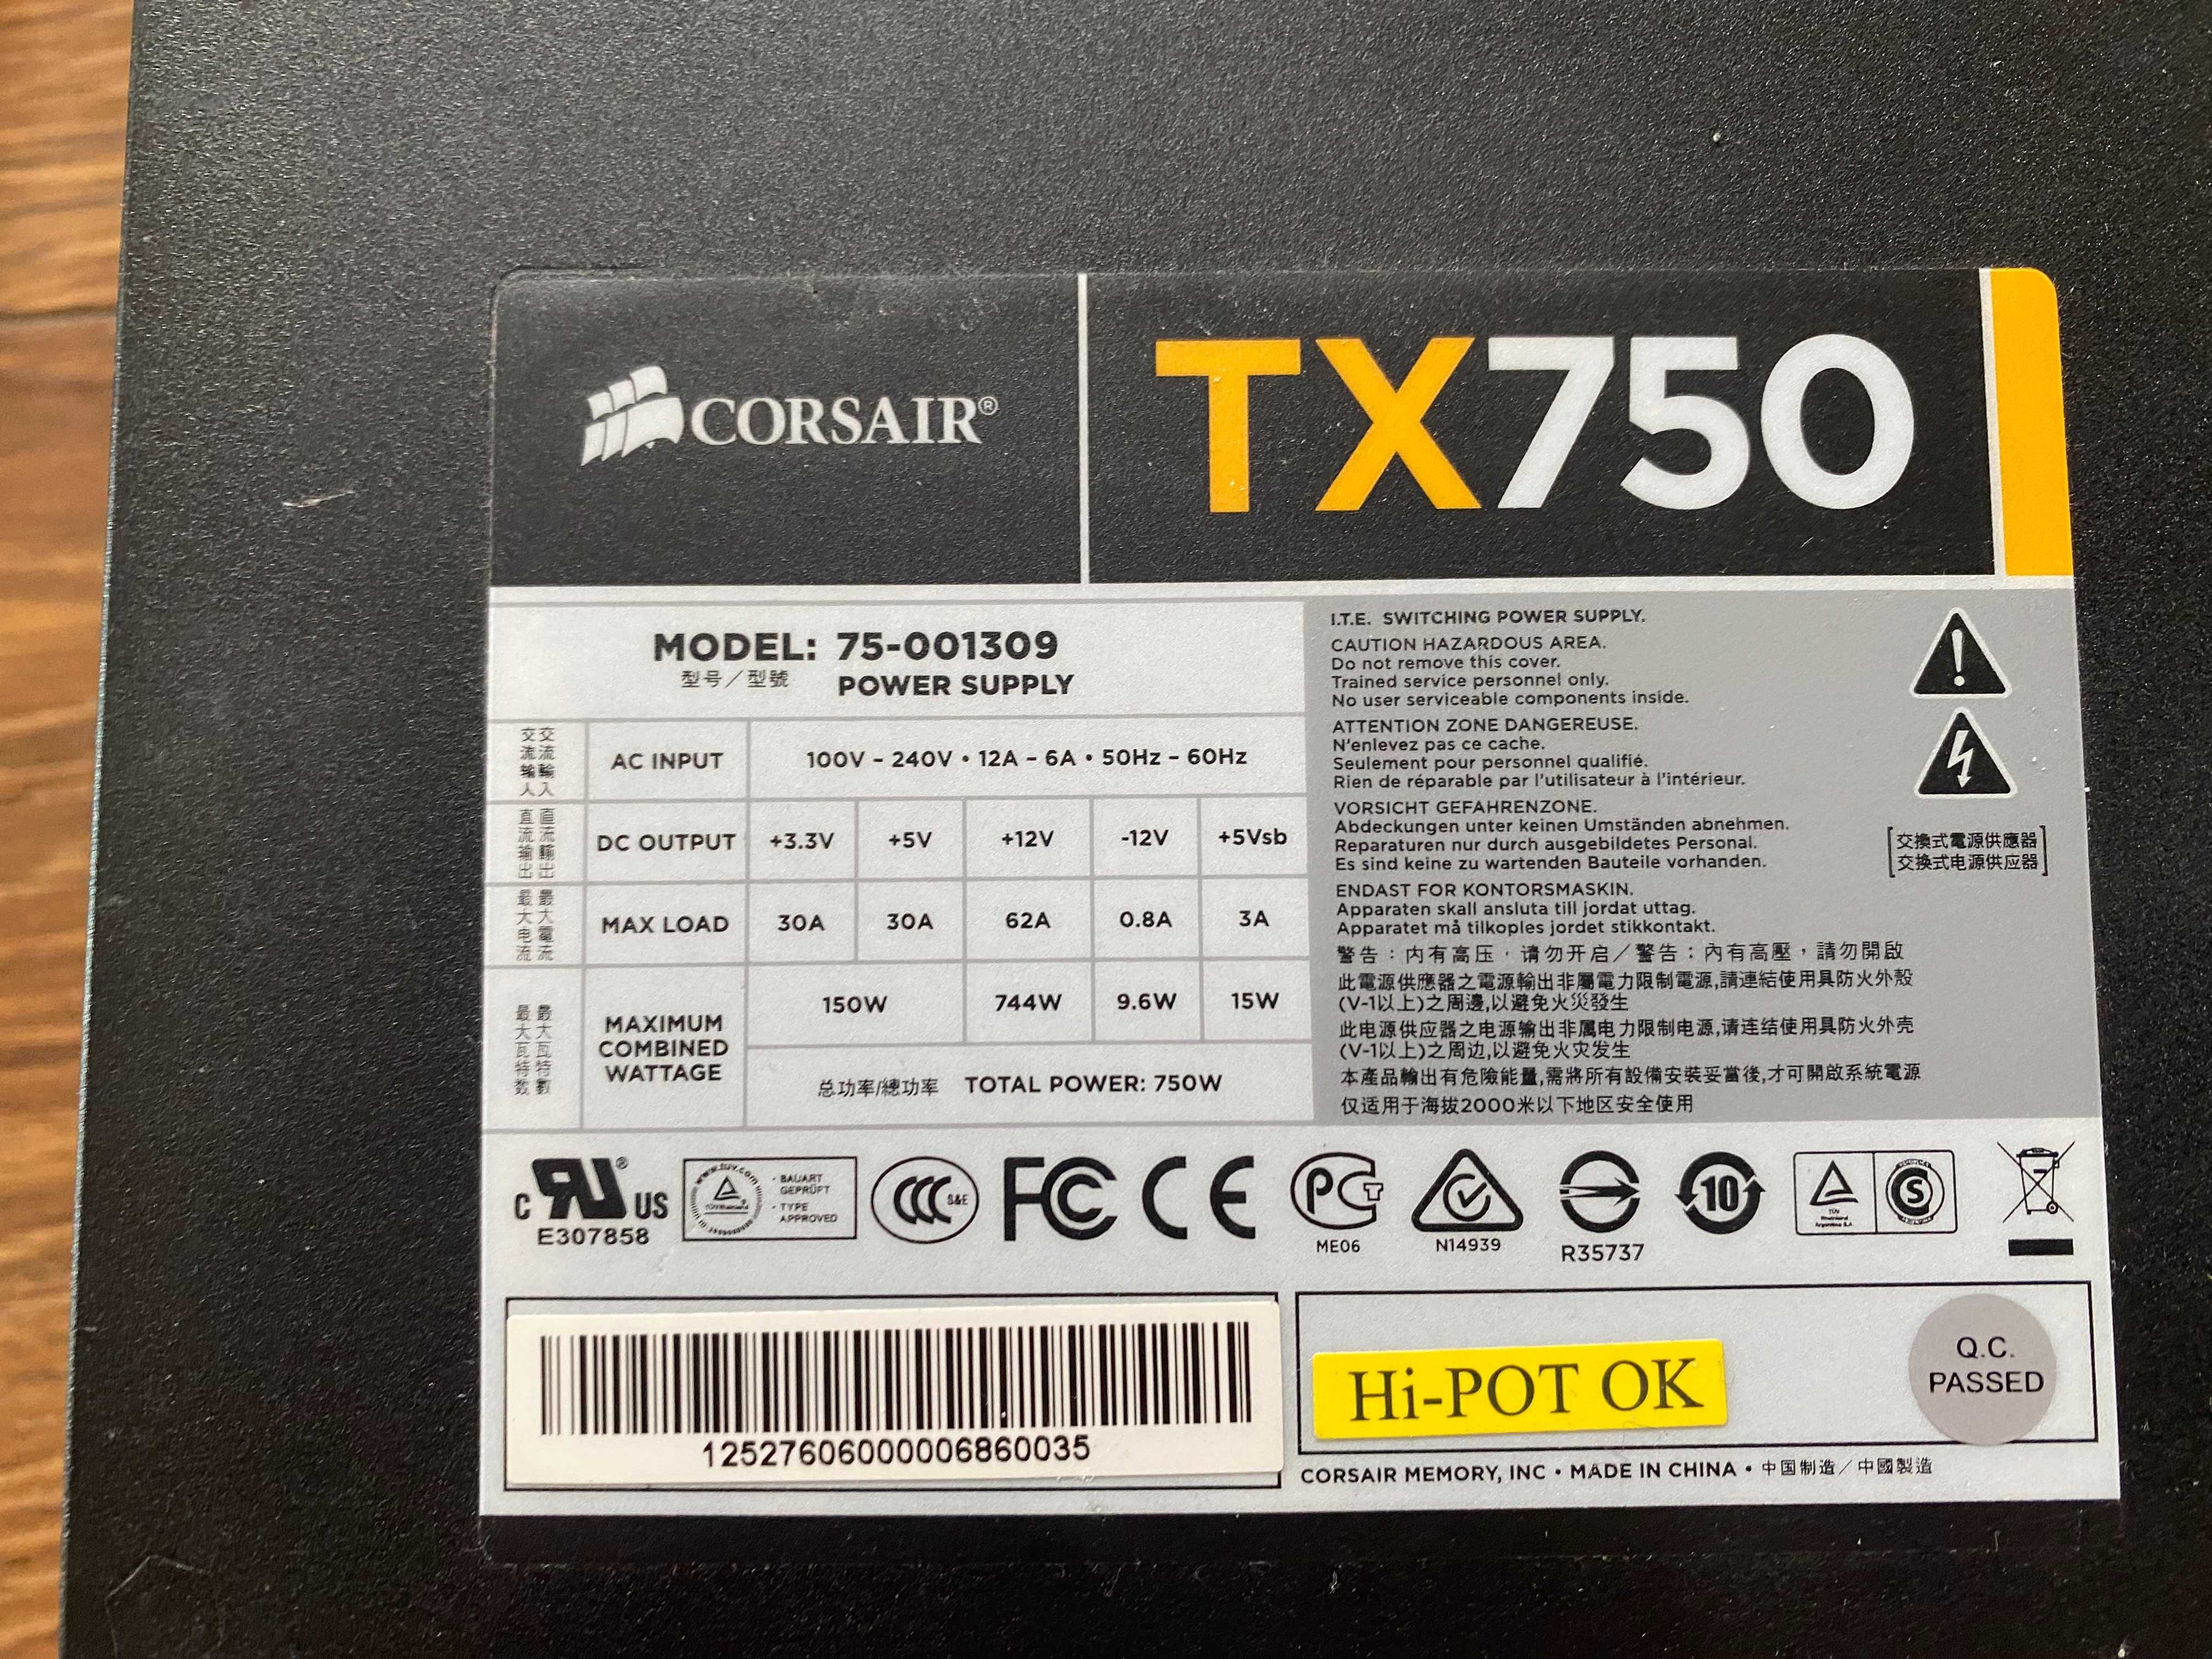 CORSAIR®
TX750
MODEL: 75-001309
型号／型號
POWER SUPPLY
交流输入 交流輸入
AC INPUT
100V - 240V • 12A - 6A • 50Hz - 60Hz
直流输出 直流輸出
DC OUTPUT +3.3V +5V +12V -12V +5Vsb
最大电流 最大電流
MAX LOAD 30A 30A 62A 0.8A 3A
最大瓦特数 最大瓦特數
MAXIMUM
COMBINED
WATTAGE
150W 744W 9.6W 15W
总功率/總功率 TOTAL POWER: 750W
I.T.E. SWITCHING POWER SUPPLY.
CAUTION HAZARDOUS AREA.
Do not remove this cover.
Trained service personnel only.
No user serviceable components inside.
ATTENTION ZONE DANGEREUSE.
N'enlevez pas ce cache.
Seulement pour personnel qualifié.
Rien de réparable par l'utilisateur à l'intérieur.
VORSICHT GEFAHRENZONE.
Abdeckungen unter keinen Umständen abnehmen.
Reparaturen nur durch ausgebildetes Personal.
Es sind keine zu wartenden Bauteile vorhanden.
交換式電源供應器
交换式电源供应器
ENDAST FOR KONTORSMASKIN.
Apparaten skall ansluta till jordat uttag.
Apparatet må tilkoples jordet stikkontakt.
警告：内有高压，请勿开启／警告：內有高壓，請勿開啟
此電源供應器之電源輸出非屬電力限制電源,請連結使用具防火外殼
(V-1以上)之周邊,以避免火災發生
此电源供应器之电源输出非属电力限制电源,请连结使用具防火外壳
(V-1以上)之周边,以避免火灾发生
本產品輸出有危險能量,需將所有設備安裝妥當後,才可開啟系統電源
仅适用于海拔2000米以下地区安全使用
C RU® US
E307858
www.tuv.com
TÜVRheinland
• BAUART
GEPRÜFT
• TYPE
APPROVED
CCC S&E
FC
CE
PCT
ME06
N14939
R35737
10
TÜV
Rheinland
Argentina S.A
S
ARGENTINA
12527606000006860035
Hi-POT OK
Q.C.
PASSED
CORSAIR MEMORY, INC • MADE IN CHINA • 中国制造／中國製造